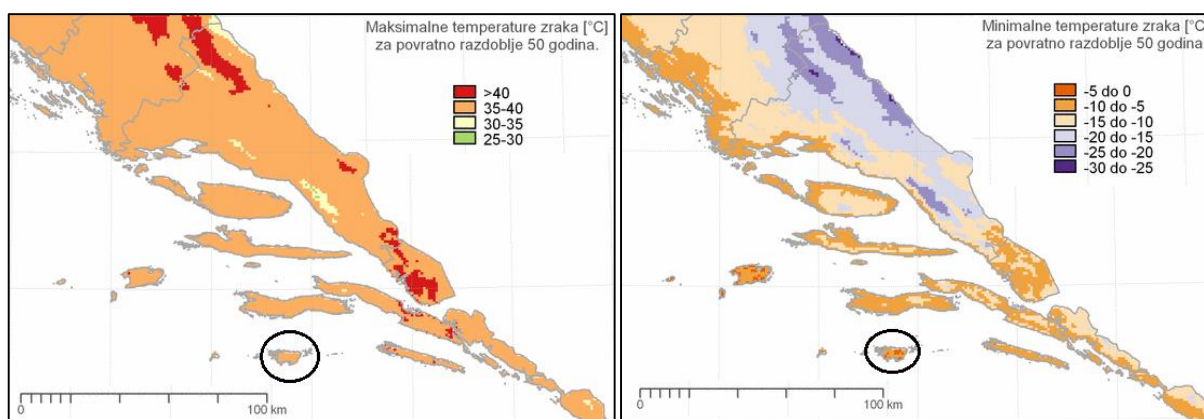 Maksimalne temperature zraka [°C]
za povratno razdoblje 50 godina.
>40
35-40
30-35
25-30
0
100 km
Minimalne temperature zraka [°C]
za povratno razdoblje 50 godina.
-5 do 0
-10 do -5
-15 do -10
-20 do -15
-25 do -20
-30 do -25
0
100 km